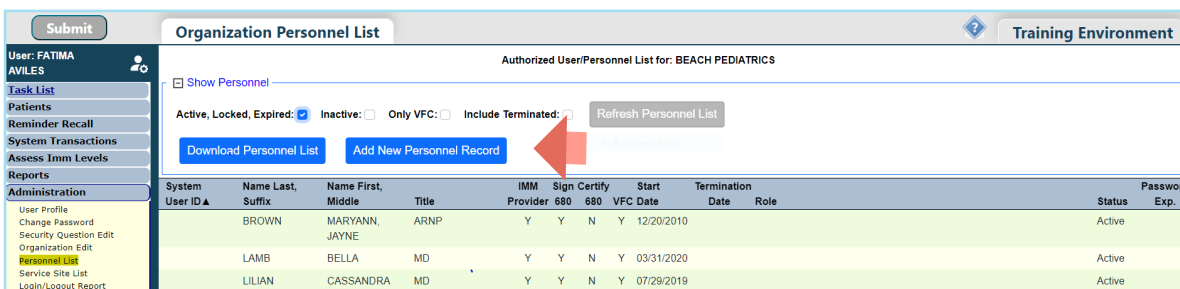 Submit
Organization Personnel List
Training Environment
User: FATIMA
AVILES
Task List
Patients
Reminder Recall
System Transactions
Assess Imm Levels
Reports
Administration
User Profile
Change Password
Security Question Edit
Organization Edit
Personnel List
Service Site List
Login/Logout Report
Authorized User/Personnel List for: BEACH PEDIATRICS
Show Personnel
Active, Locked, Expired: Inactive: Only VFC: Include Terminated: Refresh Personnel List
Download Personnel List Add New Personnel Record
System User ID▲ Name Last, Suffix Name First, Middle Title IMM Provider Sign 680 Certify 680 VFC Start Date Termination Date Role Status Exp.
BROWN MARYANN, JAYNE ARNP Y Y N Y 12/20/2010 Active
LAMB BELLA MD Y Y N Y 03/31/2020 Active
LILIAN CASSANDRA MD Y Y N Y 07/29/2019 Active